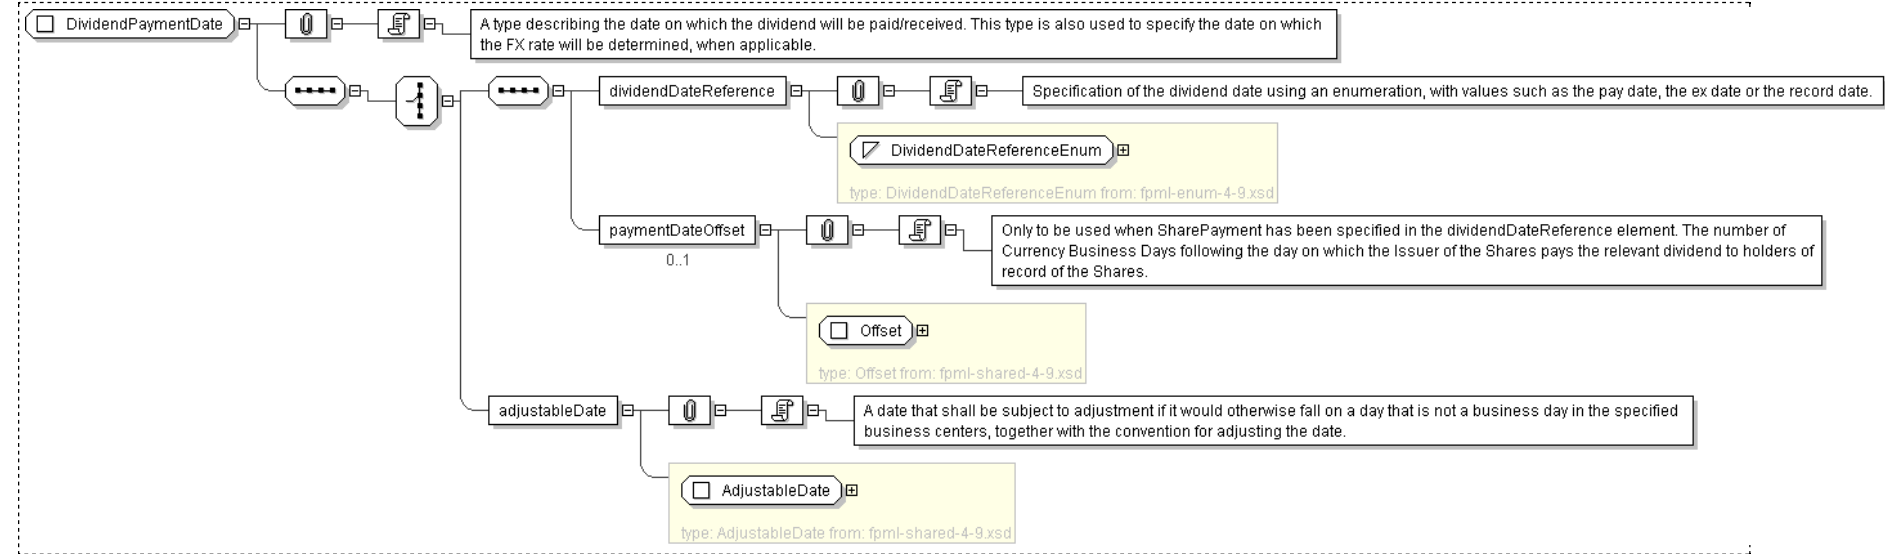 DividendPaymentDate
A type describing the date on which the dividend will be paid/received. This type is also used to specify the date on which
the FX rate will be determined, when applicable.
dividendDateReference
Specification of the dividend date using an enumeration, with values such as the pay date, the ex date or the record date.
DividendDateReferenceEnum
type: DividendDateReferenceEnum from: fpml-enum-4-9.xsd
paymentDateOffset
0..1
Only to be used when SharePayment has been specified in the dividendDateReference element. The number of
Currency Business Days following the day on which the Issuer of the Shares pays the relevant dividend to holders of
record of the Shares.
Offset
type: Offset from: fpml-shared-4-9.xsd
adjustableDate
A date that shall be subject to adjustment if it would otherwise fall on a day that is not a business day in the specified
business centers, together with the convention for adjusting the date.
AdjustableDate
type: AdjustableDate from: fpml-shared-4-9.xsd